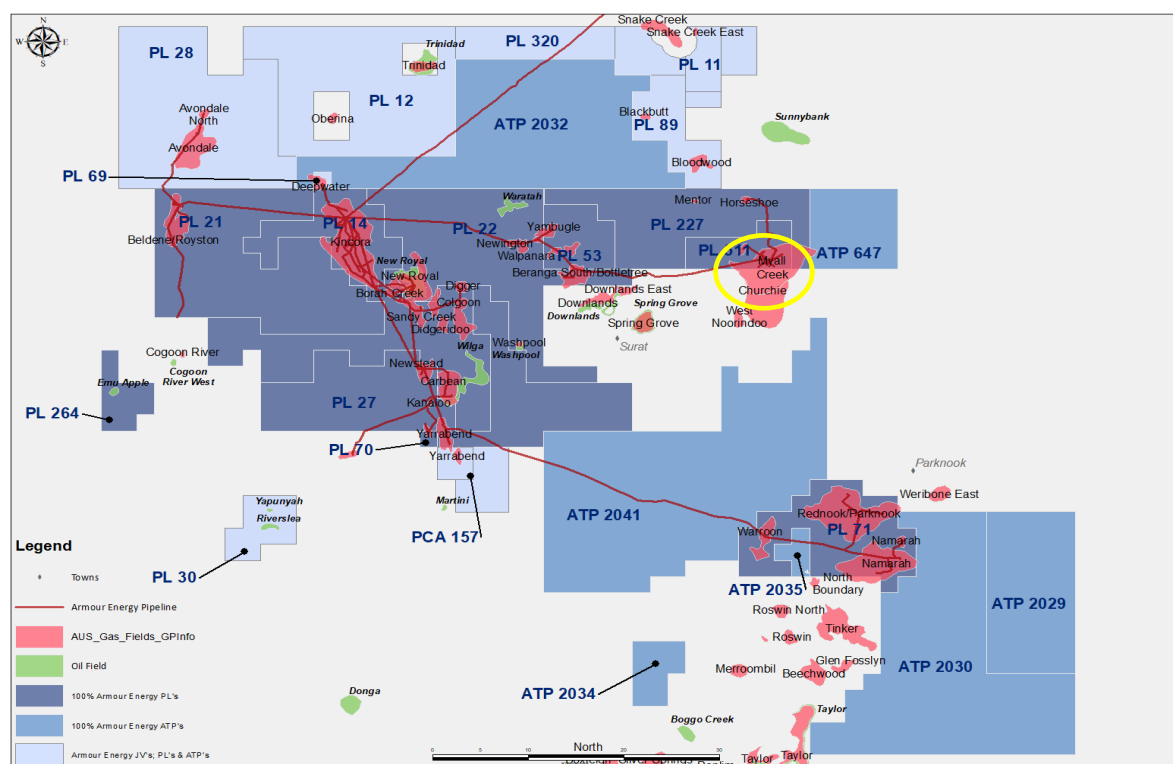 N
W
E
S
Snake Creek
Snake Creek East
PL 320
PL 28
PL 11
Trinidad
Trinidad
PL 12
Avondale
North
Oberina
Blackbutt
ATP 2032
PL 89
Sunnybank
Avondale
Bloodwood
PL 69
Deepwater
Waratah
Mentor
Horseshoe
PL 21
PL 14
PL 22
Yambugle
PL 227
Beldene/Royston
Kincora
Newington
Walpanara
PL 53
PL 511
ATP 647
New Royal
New Royal
Beranga South/Bottletree
Myall
Creek
Digger
Borah Creek
Downlands East
Churchie
Colgoon
Downlands
Spring Grove
Sandy Creek
Downlands
West
Noorindoo
Didgeridoo
Spring Grove
Surat
Wilga
Washpool
Washpool
Cogoon River
Cogoon
River West
Newstead
Emu Apple
Carbean
PL 264
PL 27
Kanaloo
Yarrabend
PL 70
Yarrabend
Parknook
Weribone East
Yapunyah
Martini
Riverslea
ATP 2041
Rednook/Parknook
PCA 157
Warroon
PL 71
Namarah
Namarah
PL 30
ATP 2035
North
Boundary
Roswin North
ATP 2029
Tinker
Roswin
Merroombil
Glen Fosslyn
Beechwood
ATP 2030
ATP 2034
Donga
Boggo Creek
Taylor
North
Taylor
Taylor
0
10
20
30
Legend
Towns
Armour Energy Pipeline
AUS_Gas_Fields_GPInfo
Oil Field
100% Armour Energy PL's
100% Armour Energy ATP's
Armour Energy JV's; PL's & ATP's